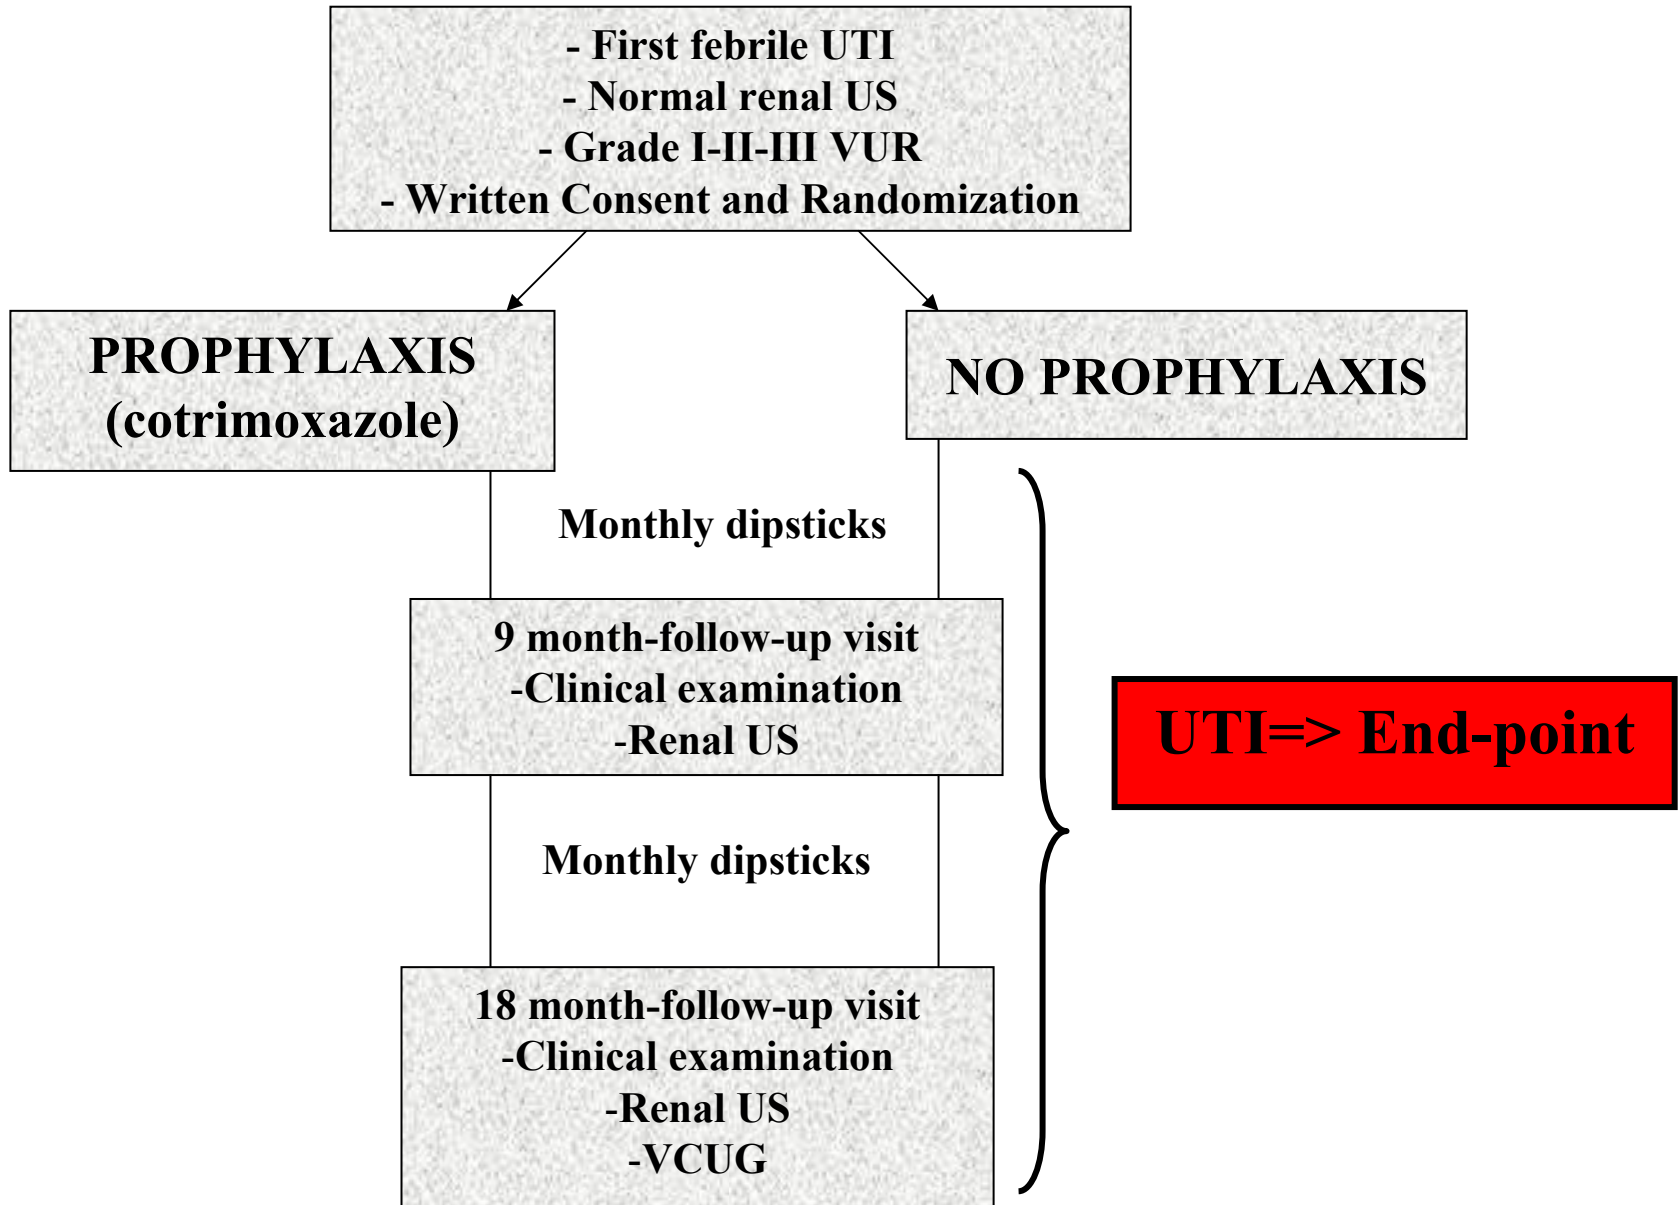 - First febrile UTI
- Normal renal US
- Grade I-II-III VUR
- Written Consent and Randomization
PROPHYLAXIS
(cotrimoxazole)
NO PROPHYLAXIS
Monthly dipsticks
9 month-follow-up visit
-Clinical examination
-Renal US
UTI=> End-point
Monthly dipsticks
18 month-follow-up visit
-Clinical examination
-Renal US
-VCUG